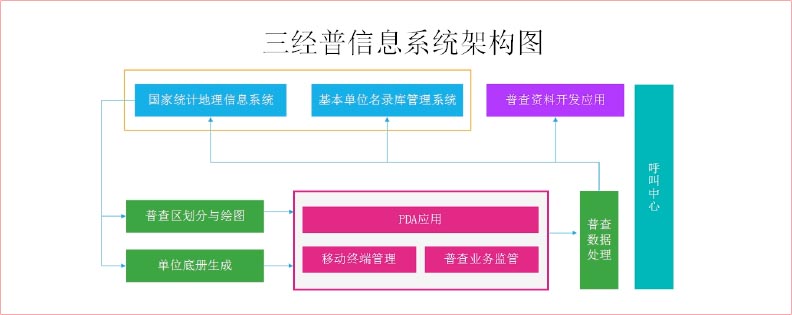 三经普信息系统架构图
国家统计地理信息系统
基本单位名录库管理系统
普查资料开发应用
呼叫中心
普查区划分与绘图
PDA应用
普查
数据
处理
单位底册生成
移动终端管理
普查业务监管